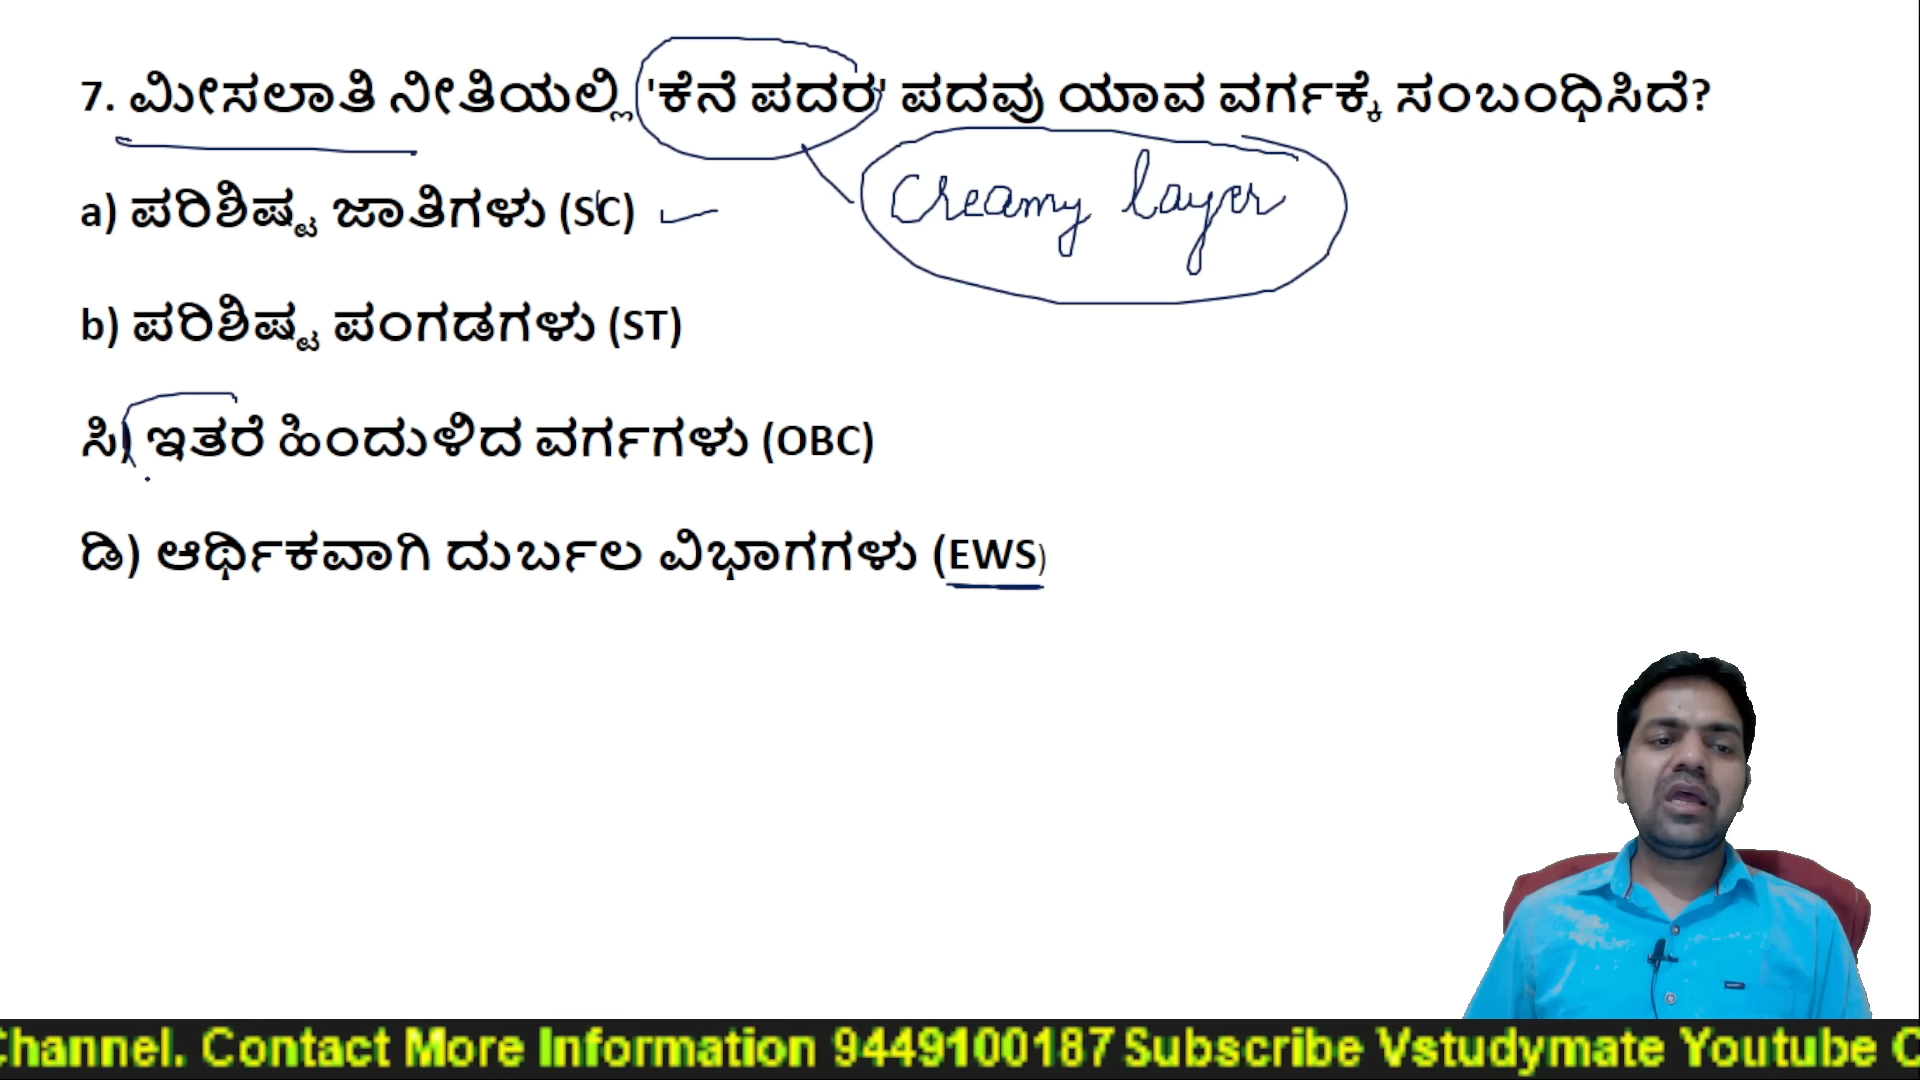 7. ಮೀಸಲಾತಿ ನೀತಿಯಲ್ಲಿ 'ಕೆನೆ ಪದರ' ಪದವು ಯಾವ ವರ್ಗಕ್ಕೆ ಸಂಬಂಧಿಸಿದೆ?
Creamy layer
a) ಪರಿಶಿಷ್ಟ ಜಾತಿಗಳು (SC)
b) ಪರಿಶಿಷ್ಟ ಪಂಗಡಗಳು (ST)
ಸಿ) ಇತರೆ ಹಿಂದುಳಿದ ವರ್ಗಗಳು (OBC)
ಡಿ) ಆರ್ಥಿಕವಾಗಿ ದುರ್ಬಲ ವಿಭಾಗಗಳು (EWS)
Channel. Contact More Information 9449100187 Subscribe Vstudymate Youtube C